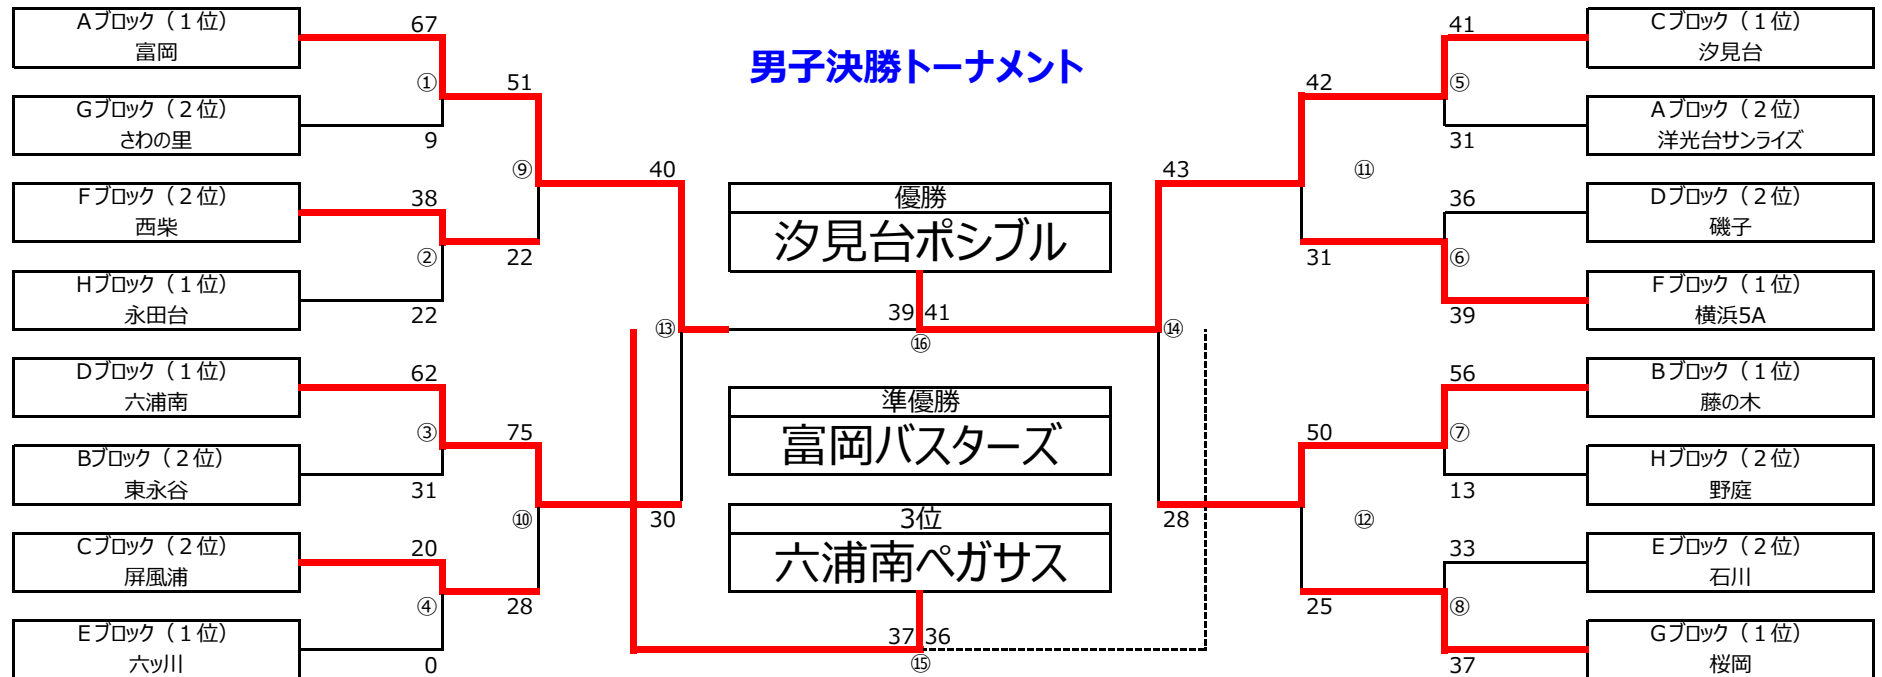 男子決勝トーナメント
Aブロック（１位）
富岡
67
①
Gブロック（２位）
さわの里
9
51
⑨
Fブロック（２位）
西柴
38
②
22
Hブロック（１位）
永田台
22
40
⑬
Dブロック（１位）
六浦南
62
③
75
Bブロック（２位）
東永谷
31
⑩
30
Cブロック（２位）
屏風浦
20
④
28
Eブロック（１位）
六ッ川
0
優勝
汐見台ポシブル
39 41
⑯
準優勝
富岡バスターズ
3位
六浦南ペガサス
37 36
⑮
41
Cブロック（１位）
汐見台
42
⑤
Aブロック（２位）
洋光台サンライズ
31
43
⑪
36
Dブロック（２位）
磯子
31
⑥
Fブロック（１位）
横浜5A
39
⑭
56
Bブロック（１位）
藤の木
50
⑦
Hブロック（２位）
野庭
13
28
⑫
33
Eブロック（２位）
石川
25
⑧
Gブロック（１位）
桜岡
37